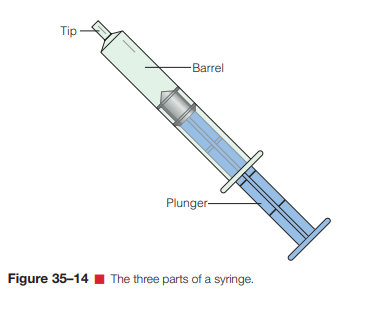 Tip
Barrel
Plunger
Figure 35–14 ■ The three parts of a syringe.